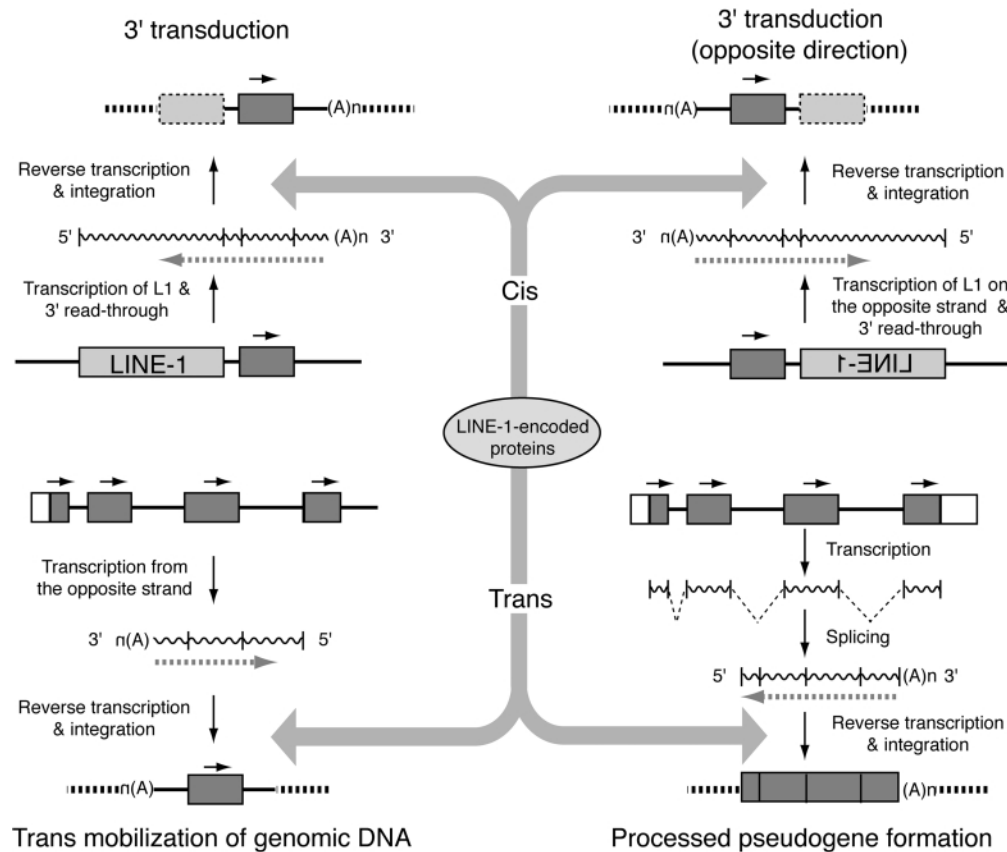 3' transduction
(A)n
Reverse transcription
& integration
5'
(A)n 3'
Transcription of L1 &
3' read-through
LINE-1
3' transduction
(opposite direction)
n(A)
Reverse transcription
& integration
3' n(A)
5'
Transcription of L1 on
the opposite strand &
3' read-through
LINE-1
Cis
LINE-1-encoded
proteins
Trans
Transcription from
the opposite strand
3' n(A)
5'
Reverse transcription
& integration
n(A)
Trans mobilization of genomic DNA
Transcription
Splicing
5'
(A)n 3'
Reverse transcription
& integration
(A)n
Processed pseudogene formation